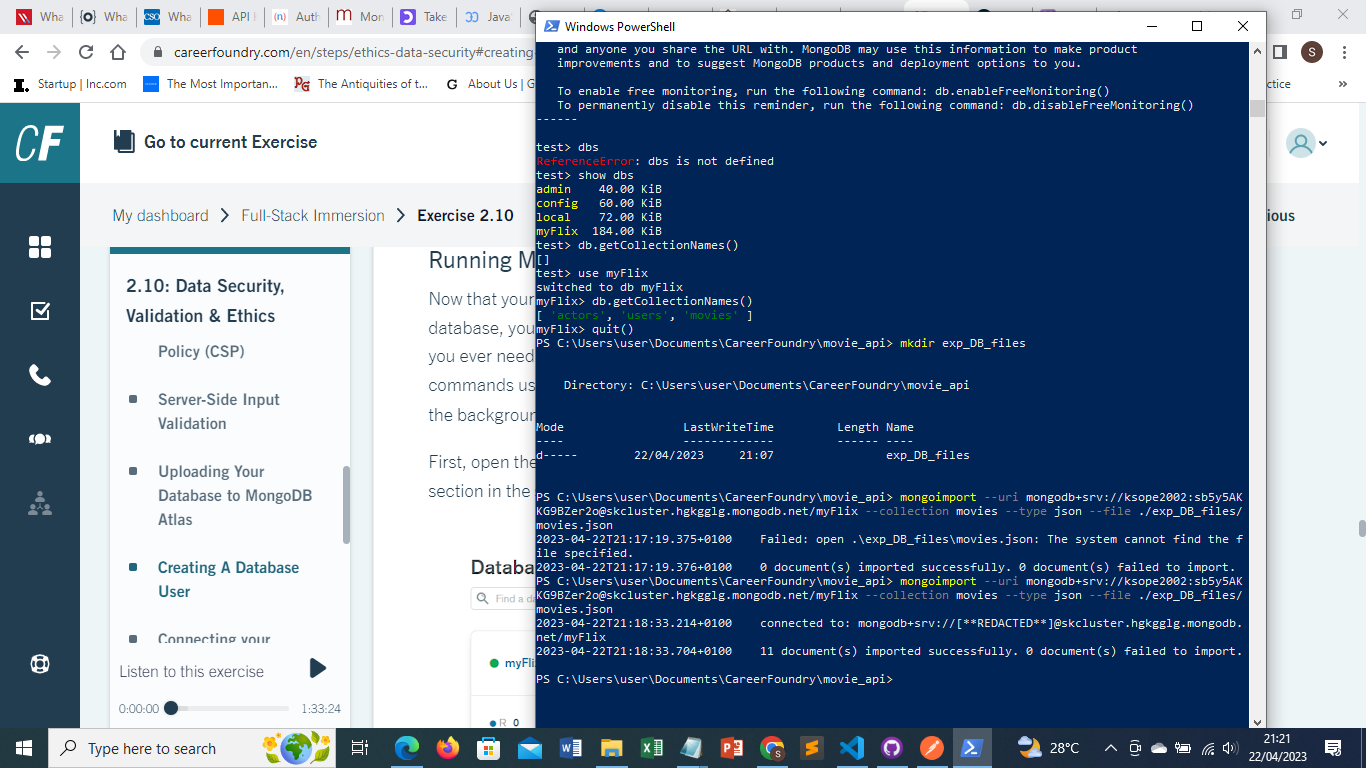 Wha
Wha
Wha
API
Auth
Mon
Take
Java
Windows PowerShell
careerfoundry.com/en/steps/ethics-data-security#creating-
S
Startup | Inc.com
The Most Importan...
The Antiquities of t...
About Us | G
ctice
»
CF
Go to current Exercise
My dashboard
Full-Stack Immersion
Exercise 2.10
ious
2.10: Data Security,
Validation & Ethics
Policy (CSP)
Server-Side Input
Validation
Uploading Your
Database to MongoDB
Atlas
Creating A Database
User
Connecting your
Listen to this exercise
0:00:00
1:33:24
Running M
Now that your
database, you
you ever need
commands us
the backgroun
First, open the
section in the
Databa
Find a da
myFli
R 0
and anyone you share the URL with. MongoDB may use this information to make product
improvements and to suggest MongoDB products and deployment options to you.
To enable free monitoring, run the following command: db.enableFreeMonitoring()
To permanently disable this reminder, run the following command: db.disableFreeMonitoring()
------
test> dbs
ReferenceError: dbs is not defined
test> show dbs
admin 40.00 KiB
config 60.00 KiB
local 72.00 KiB
myFlix 184.00 KiB
test> db.getCollectionNames()
[]
test> use myFlix
switched to db myFlix
myFlix> db.getCollectionNames()
[ 'actors', 'users', 'movies' ]
myFlix> quit()
PS C:\Users\user\Documents\CareerFoundry\movie_api> mkdir exp_DB_files
Directory: C:\Users\user\Documents\CareerFoundry\movie_api
Mode LastWriteTime Length Name
---- ------------- ------ ----
d----- 22/04/2023 21:07 exp_DB_files
PS C:\Users\user\Documents\CareerFoundry\movie_api> mongoimport --uri mongodb+srv://ksope2002:sb5y5AK
KG9BZer2o@skcluster.hgkgglg.mongodb.net/myFlix --collection movies --type json --file ./exp_DB_files/
movies.json
2023-04-22T21:17:19.375+0100 Failed: open .\exp_DB_files\movies.json: The system cannot find the f
ile specified.
2023-04-22T21:17:19.376+0100 0 document(s) imported successfully. 0 document(s) failed to import.
PS C:\Users\user\Documents\CareerFoundry\movie_api> mongoimport --uri mongodb+srv://ksope2002:sb5y5AK
KG9BZer2o@skcluster.hgkgglg.mongodb.net/myFlix --collection movies --type json --file ./exp_DB_files/
movies.json
2023-04-22T21:18:33.214+0100 connected to: mongodb+srv://[**REDACTED**]@skcluster.hgkgglg.mongodb.
net/myFlix
2023-04-22T21:18:33.704+0100 11 document(s) imported successfully. 0 document(s) failed to import.
PS C:\Users\user\Documents\CareerFoundry\movie_api>
Type here to search
28°C
21:21
22/04/2023